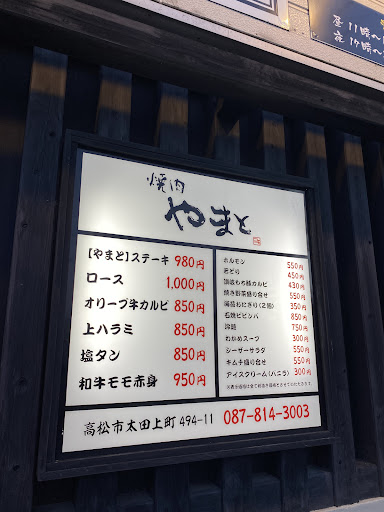 昼 11時〜
夜 17時〜
焼肉
やまと
【やまと】ステーキ 980円
ロース 1,000円
オリーブ牛カルビ 850円
上ハラミ 850円
塩タン 850円
和牛モモ赤身 950円
ホルモン 550円
若どり 450円
讃岐もち豚カルビ 430円
焼き野菜盛り合せ 550円
焼おにぎり(2個) 350円
石焼ビビンバ 850円
冷麺 750円
わかめスープ 300円
シーザーサラダ 550円
キムチ盛り合せ 550円
アイスクリーム(バニラ) 300円
高松市太田上町 494-11 087-814-3003